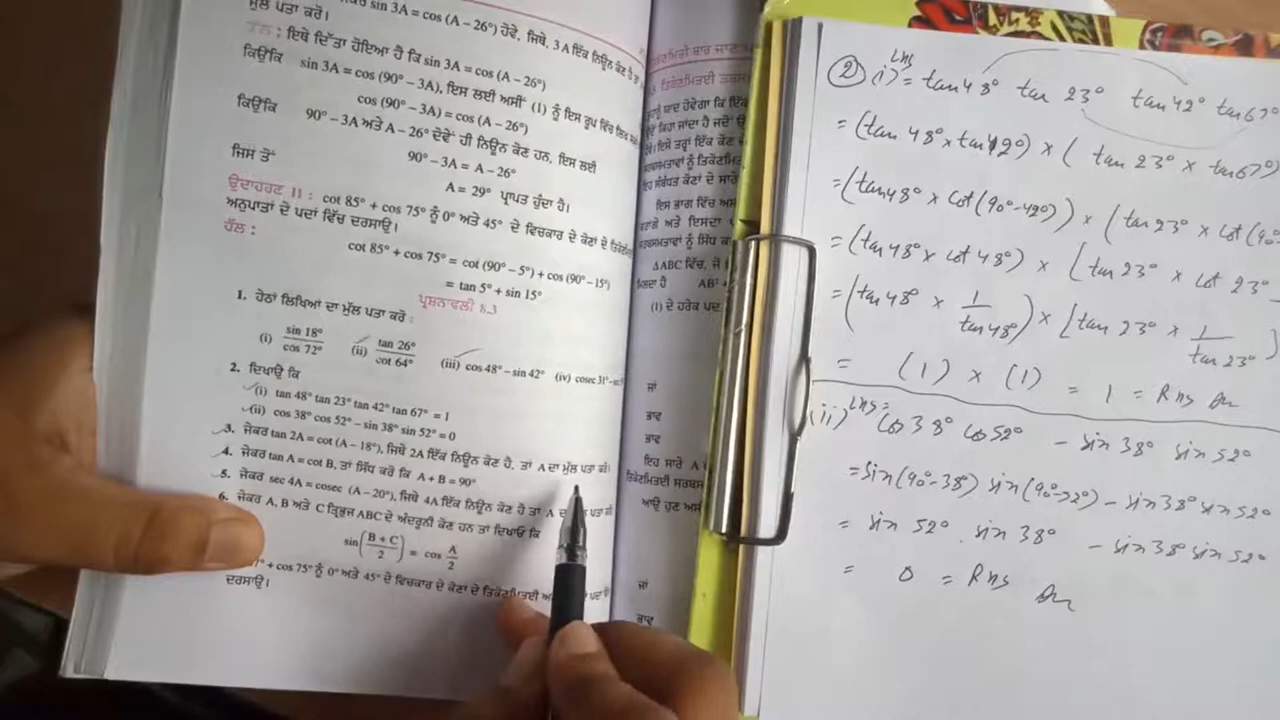 sin 3A = cos (A – 26°) ਹੋਵੇ, ਜਿਥੇ, 3A ਇੱਕ ਨਿਊਨ ਕੋਣ ਹੈ ਤਾਂ
ਮੁੱਲ ਪਤਾ ਕਰੋ।
ਹੱਲ : ਇਥੇ ਦਿੱਤਾ ਹੋਇਆ ਹੈ ਕਿ sin 3A = cos (A – 26°)
ਕਿਉਂਕਿ sin 3A = cos (90° – 3A), ਇਸ ਲਈ ਅਸੀਂ (1) ਨੂੰ ਇਸ ਰੂਪ ਵਿੱਚ ਲਿਖ
cos (90° – 3A) = cos (A – 26°)
ਕਿਉਂਕਿ 90° – 3A ਅਤੇ A – 26° ਦੋਵੇਂ ਹੀ ਨਿਊਨ ਕੋਣ ਹਨ, ਇਸ ਲਈ
90° – 3A = A – 26°
ਜਿਸ ਤੋਂ A = 29° ਪ੍ਰਾਪਤ ਹੁੰਦਾ ਹੈ।
ਉਦਾਹਰਣ 11 : cot 85° + cos 75° ਨੂੰ 0° ਅਤੇ 45° ਦੇ ਵਿਚਕਾਰ ਦੇ ਕੋਣਾਂ ਦੇ
ਅਨੁਪਾਤਾਂ ਦੇ ਪਦਾਂ ਵਿੱਚ ਦਰਸਾਉ।
ਹੱਲ :
cot 85° + cos 75° = cot (90° – 5°) + cos (90° – 15°)
= tan 5° + sin 15°
ਪ੍ਰਸ਼ਨਾਵਲੀ 8.3
1. ਹੇਠਾਂ ਲਿਖਿਆਂ ਦਾ ਮੁੱਲ ਪਤਾ ਕਰੋ :
(i) sin 18° / cos 72° (ii) tan 26° / cot 64° (iii) cos 48° – sin 42° (iv) cosec 31° –
2. ਦਿਖਾਉ ਕਿ
(i) tan 48° tan 23° tan 42° tan 67° = 1
(ii) cos 38° cos 52° – sin 38° sin 52° = 0
3. ਜੇਕਰ tan 2A = cot (A – 18°), ਜਿਥੇ 2A ਇੱਕ ਨਿਊਨ ਕੋਣ ਹੈ, ਤਾਂ A ਦਾ ਮੁੱਲ ਪਤਾ ਕਰੋ।
4. ਜੇਕਰ tan A = cot B, ਤਾਂ ਸਿੱਧ ਕਰੋ ਕਿ A + B = 90°
5. ਜੇਕਰ sec 4A = cosec (A – 20°), ਜਿਥੇ 4A ਇੱਕ ਨਿਊਨ ਕੋਣ ਹੈ ਤਾਂ A ਪਤਾ
6. ਜੇਕਰ A, B ਅਤੇ C ਤ੍ਰਿਭੁਜ ABC ਦੇ ਅੰਦਰੂਨੀ ਕੋਣ ਹਨ ਤਾਂ ਦਿਖਾਓ ਕਿ
sin((B + C)/2) = cos A/2
+ cos 75° ਨੂੰ 0° ਅਤੇ 45° ਦੇ ਵਿਚਕਾਰ ਦੇ ਕੋਣਾਂ ਦੇ ਤਿਕੋਣਮਿਤਈ
ਦਰਸਾਉ।
ਇਸ ਭਾਗ ਵਿੱਚ
ΔABC ਵਿੱਚ,
AB²
(1) ਦੇ ਹਰੇਕ ਪਦ
ਜਾਂ
ਭਾਵ
ਭਾਵ
ਇਹ ਸਾਰੇ A
ਆਉ ਹੁਣ
ਜਾਂ
ਭਾਵ
② (i) LHS = tan 48° tan 23° tan 42° tan 67°
= (tan 48° × tan 42°) × ( tan 23° × tan 67°)
= (tan 48° × cot (90°-42°)) × (tan 23° × cot (90°
= (tan 48° × cot 48°) × [tan 23° × cot 23°
= (tan 48° × 1/tan 48°) × [tan 23° × 1/tan 23°]
= (1) × (1) = 1 = RHS
(ii) LHS = cos 38° cos 52° - sin 38° sin 52°
= sin(90°-38°) sin(90°-52°) - sin 38° sin 52°
= sin 52° . sin 38° - sin 38° sin 52°
= 0 = RHS